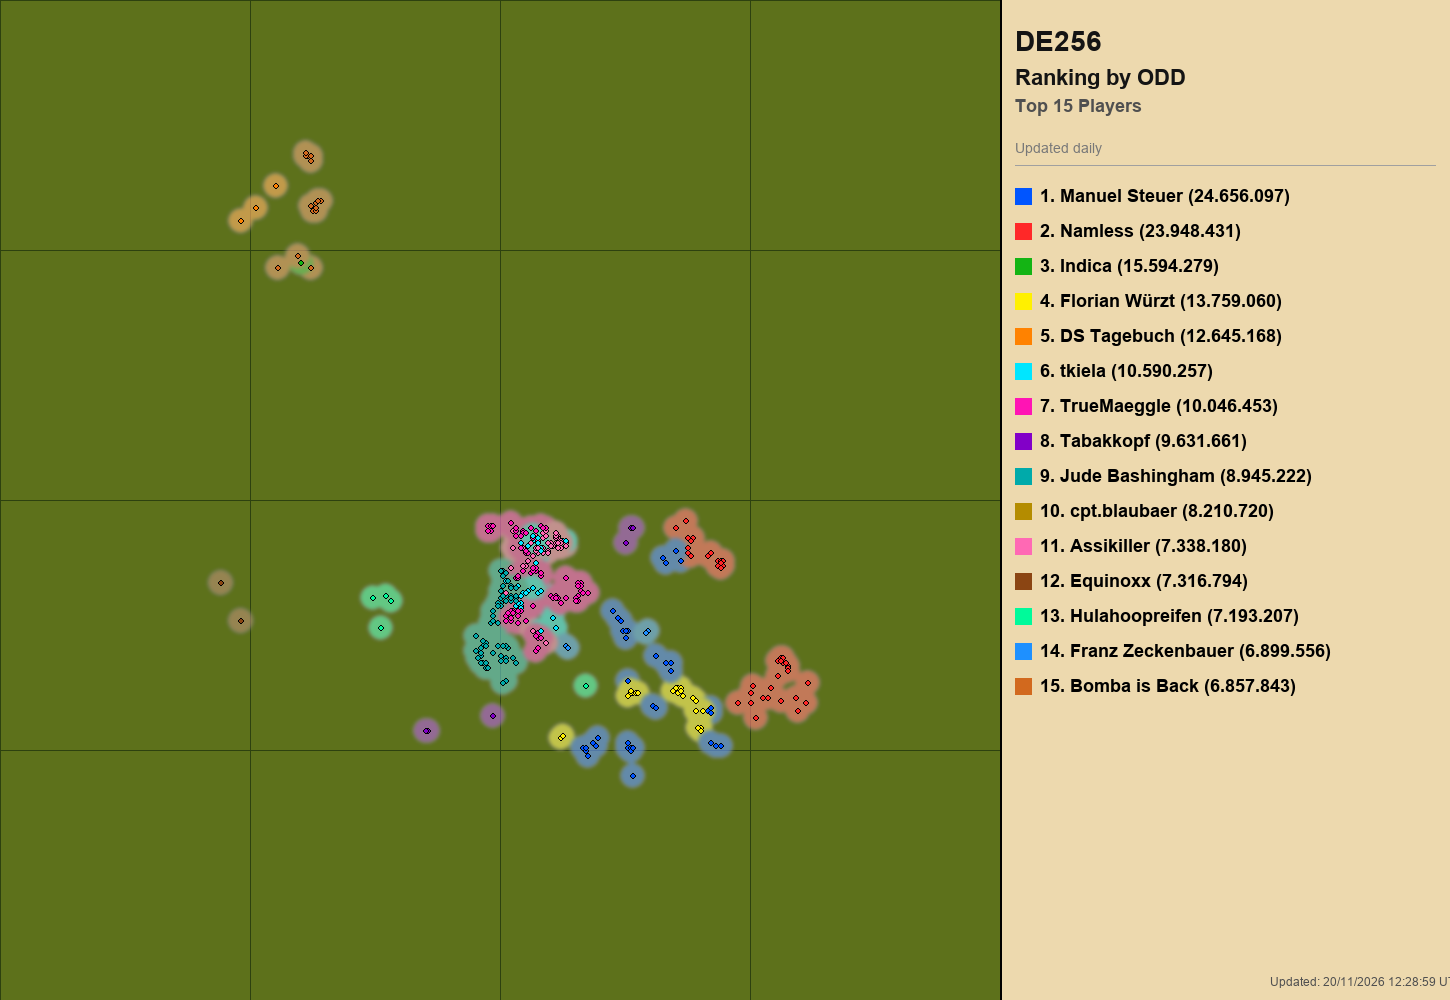 DE256
Ranking by ODD
Top 15 Players
Updated daily
1. Manuel Steuer (24.656.097)
2. Namless (23.948.431)
3. Indica (15.594.279)
4. Florian Würzt (13.759.060)
5. DS Tagebuch (12.645.168)
6. tkiela (10.590.257)
7. TrueMaeggle (10.046.453)
8. Tabakkopf (9.631.661)
9. Jude Bashingham (8.945.222)
10. cpt.blaubaer (8.210.720)
11. Assikiller (7.338.180)
12. Equinoxx (7.316.794)
13. Hulahoopreifen (7.193.207)
14. Franz Zeckenbauer (6.899.556)
15. Bomba is Back (6.857.843)
Updated: 20/11/2026 12:28:59